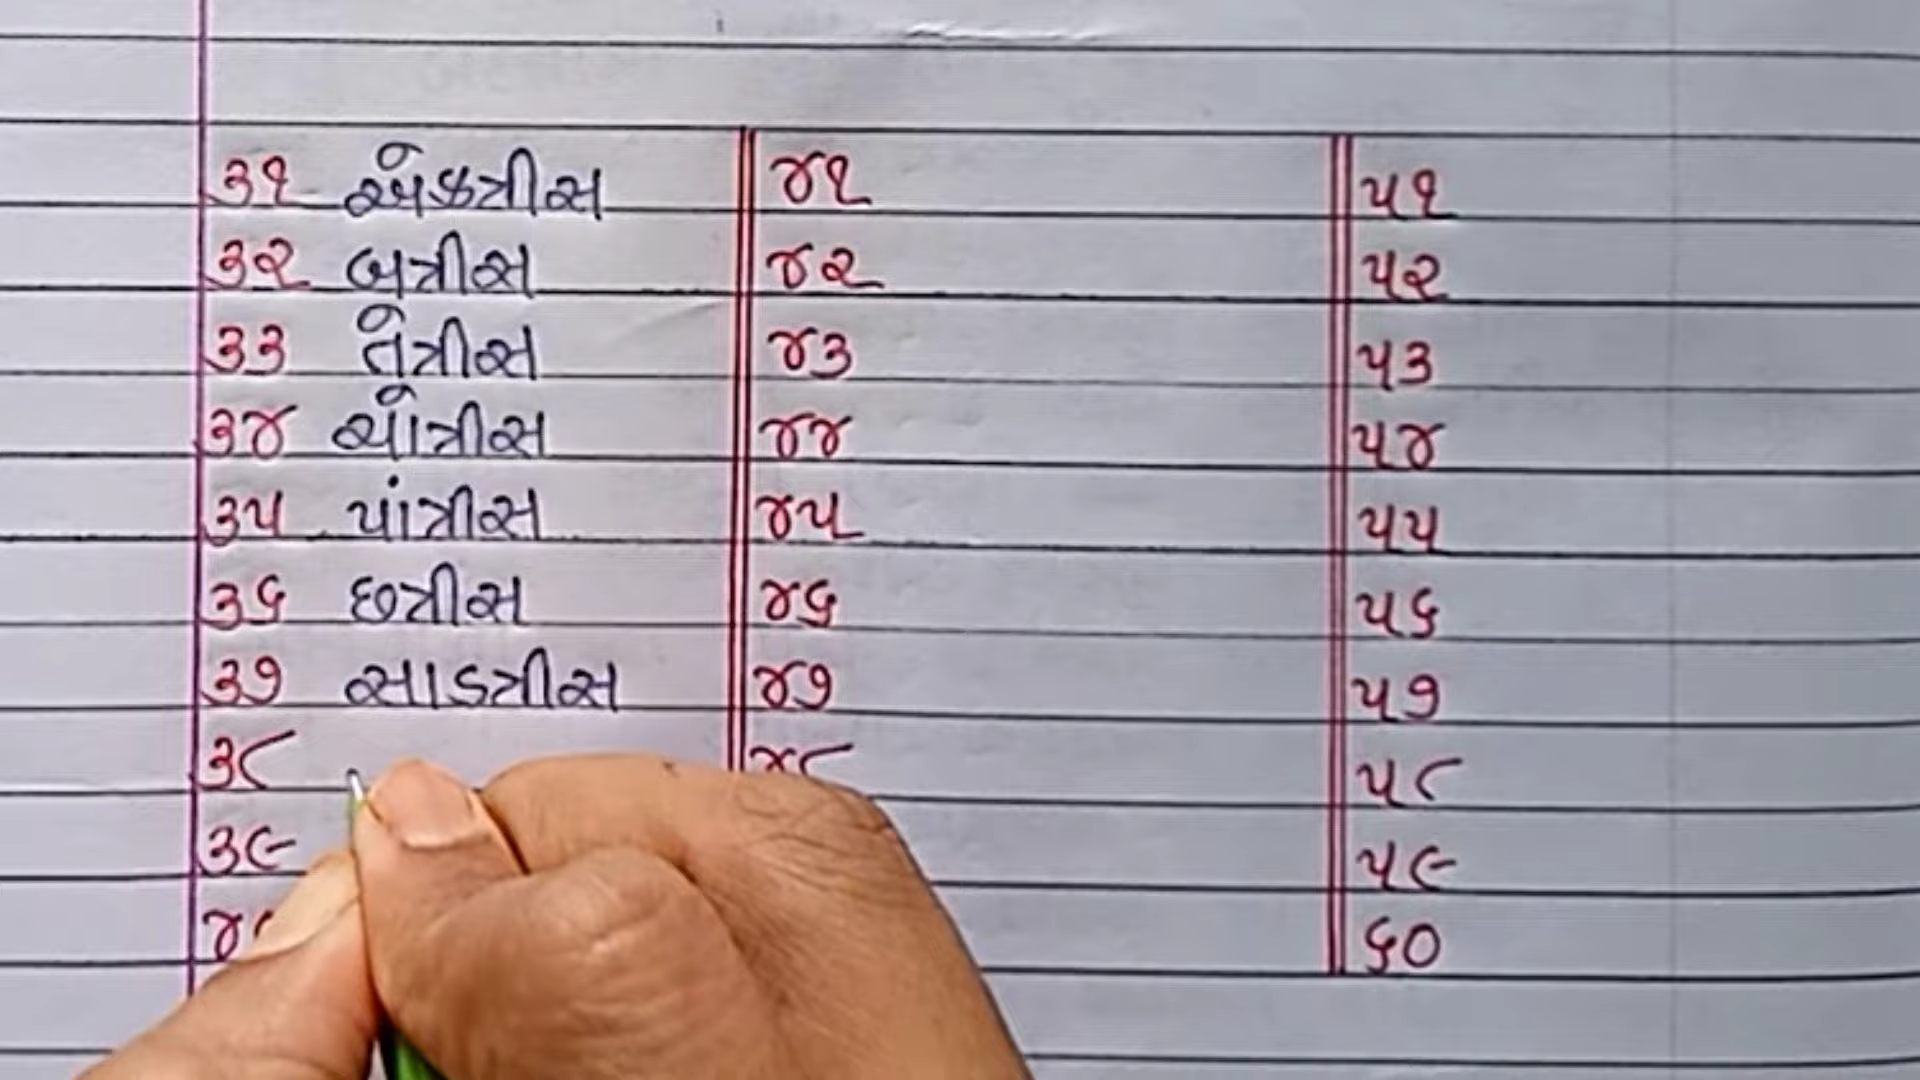 ૩૧ એકત્રીસ ૪૧ ૫૧
૩૨ બત્રીસ ૪૨ ૫૨
૩૩ તેત્રીસ ૪૩ ૫૩
૩૪ ચોત્રીસ ૪૪ ૫૪
૩૫ પાંત્રીસ ૪૫ ૫૫
૩૬ છત્રીસ ૪૬ ૫૬
૩૭ સાડત્રીસ ૪૭ ૫૭
૩૮ ૪૮ ૫૮
૩૯ ૫૯
૬૦